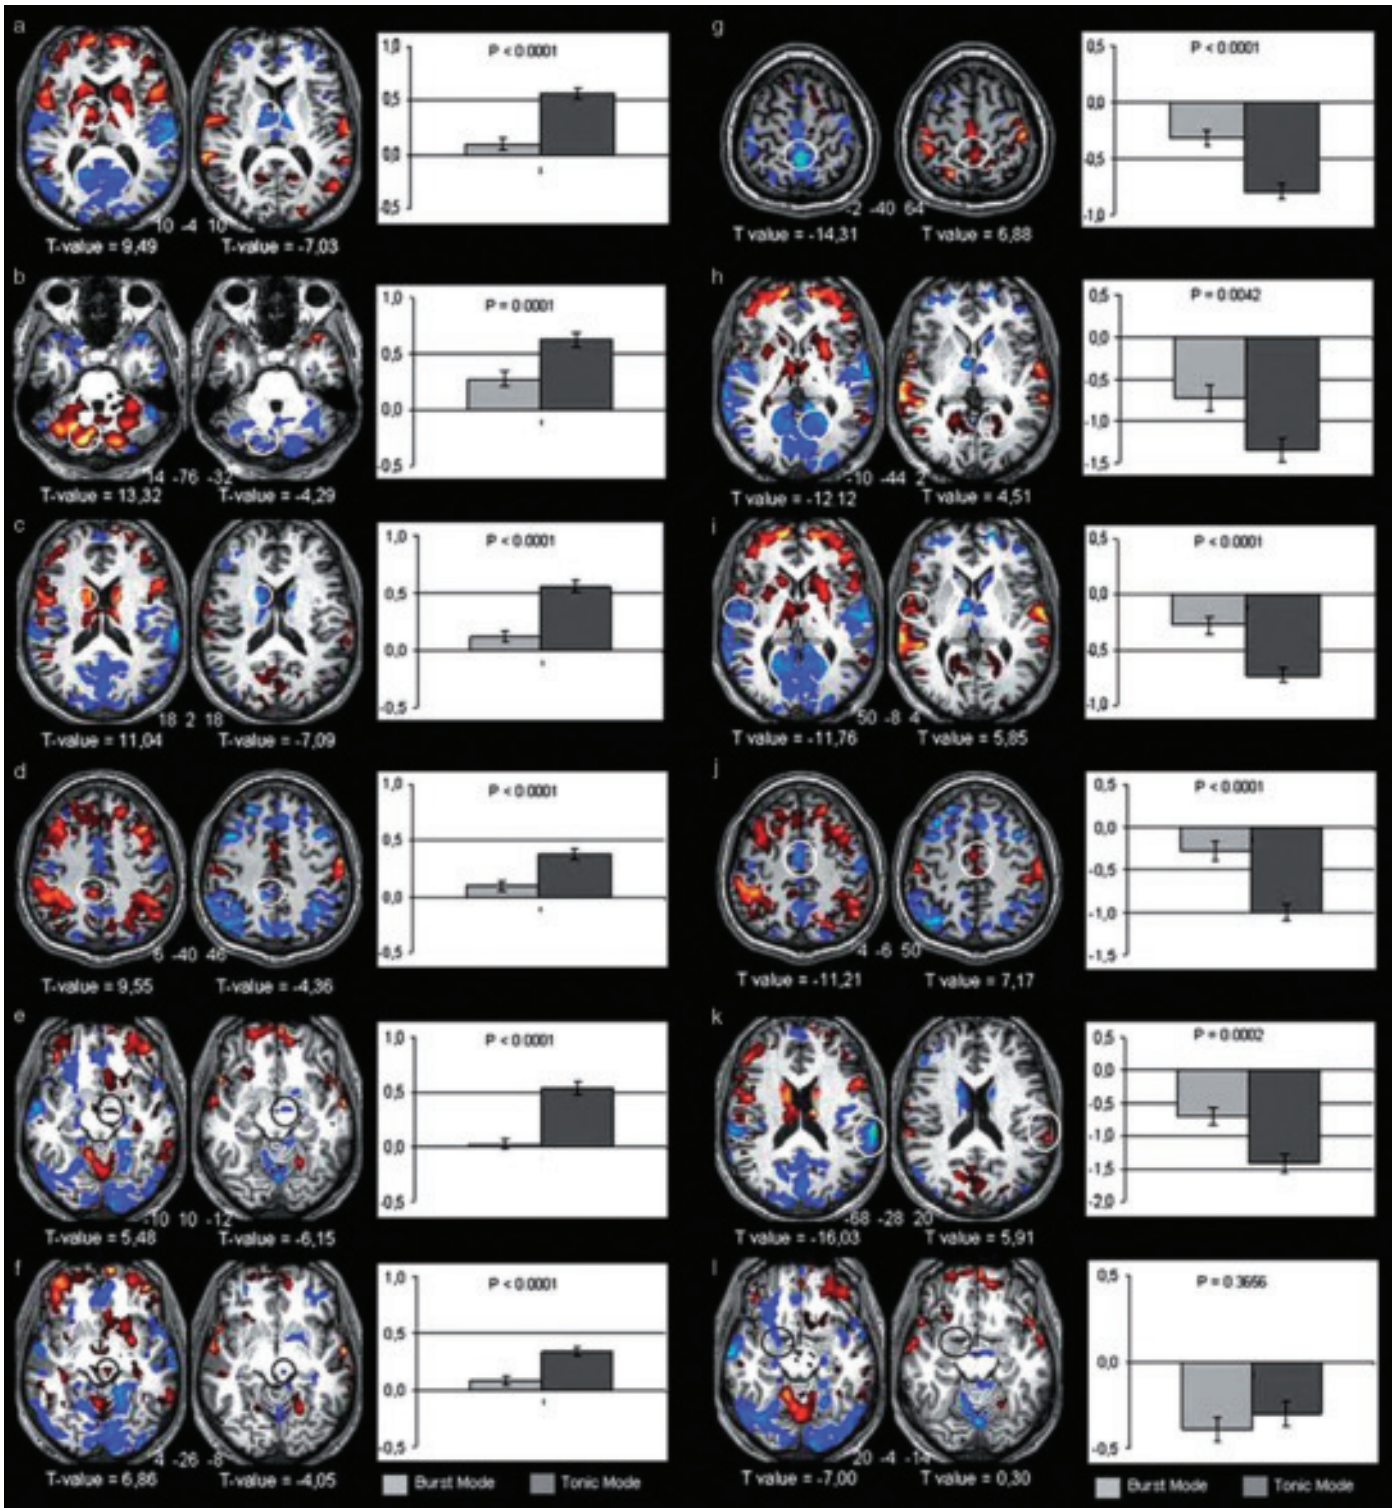 a
1,0
P < 0.0001
0,5
0,0
-0,5
10 -4 10
T-value = 9,49
T-value = -7,03
b
1,0
P = 0.0001
0,5
0,0
-0,5
14 -76 -32
T-value = 13,32
T-value = -4,29
c
1,0
P < 0.0001
0,5
0,0
-0,5
18 2 18
T-value = 11,04
T-value = -7,09
d
1,0
P < 0.0001
0,5
0,0
-0,5
6 -40 46
T-value = 9,55
T-value = -4,36
e
1,0
P < 0.0001
0,5
0,0
-0,5
-10 10 -12
T-value = 5,48
T-value = -6,15
f
1,0
P < 0.0001
0,5
0,0
-0,5
4 -26 -8
T-value = 6,86
T-value = -4,05
Burst Mode Tonic Mode
g
0,5
P < 0.0001
0,0
-0,5
-1,0
-2 -40 64
T value = -14,31
T value = 6,88
h
0,5
P = 0.0042
0,0
-0,5
-1,0
-1,5
-10 -44 2
T value = -12 12
T value = 4,51
i
0,5
P < 0.0001
0,0
-0,5
-1,0
50 -8 4
T value = -11,76
T value = 5,85
j
0,5
P < 0.0001
0,0
-0,5
-1,0
-1,5
4 -6 50
T value = -11,21
T value = 7,17
k
0,5
P = 0.0002
0,0
-0,5
-1,0
-1,5
-2,0
-68 -28 20
T value = -16,03
T value = 5,91
l
0,5
P = 0.3656
0,0
-0,5
20 -4 -14
T value = -7,00
T value = 0,30
Burst Mode Tonic Mode